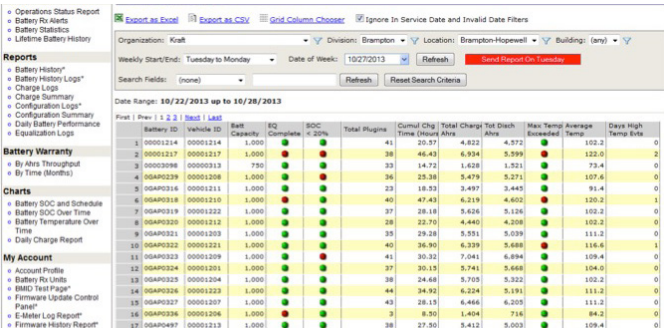 Operations Status Report
Battery Rx Alerts
Battery Statistics
Lifetime Battery History
Reports
Battery History*
Battery History Logs*
Charge Logs
Charge Summary
Configuration Logs*
Configuration Summary
Daily Battery Performance
Equalization Logs
Battery Warranty
By Ahrs Throughput
By Time (Months)
Charts
Battery SOC and Schedule
Battery SOC Over Time
Battery Temperature Over Time
Daily Charge Report
My Account
Account Profile
Battery Rx Units
BMID Test Page*
Firmware Update Control Panel*
E-Meter Log Report*
Firmware History Report*
Export as Excel Export as CSV Grid Column Chooser Ignore In Service Date and Invalid Date Filters
Organization: Kraft Division: Brampton Location: Brampton-Hopewell Building: (any)
Weekly Start/End: Tuesday to Monday Date of Week: 10/27/2013 Refresh Send Report On Tuesday
Search Fields: (none) Refresh Reset Search Criteria
Date Range: 10/22/2013 up to 10/28/2013
First | Prev | 1 2 3 | Next | Last
Battery ID Vehicle ID Batt Capacity EQ Complete SOC < 20% Total Plugins Cumul Chg Time (Hours) Total Charge Ahrs Tot Disch Ahrs Max Temp Exceeded Average Temp Days High Temp Evts
1 00001214 00001214 1,000 41 20.57 4,822 4,572 102.2 0
2 00001217 00001217 1,000 38 46.43 6,934 5,599 122.0 2
3 00003098 00003313 750 33 14.72 1,628 1,521 73.4 0
4 0GAP0239 00001208 1,000 36 25.38 5,479 5,271 107.6 0
5 0GAP0316 00001211 1,000 23 18.53 3,497 3,445 91.4 0
6 0GAP0318 00001210 1,000 40 47.43 6,219 4,602 120.2 1
7 0GAP0319 00001222 1,000 37 28.18 5,626 5,126 102.2 0
8 0GAP0320 00001212 1,000 28 22.70 4,440 4,208 102.2 0
9 0GAP0321 00001203 1,000 35 29.28 5,551 5,039 111.2 0
10 0GAP0322 00001221 1,000 40 36.90 6,339 5,688 116.6 1
11 0GAP0323 00001209 1,000 41 30.32 7,041 6,894 109.4 0
12 0GAP0324 00001201 1,000 37 30.15 5,741 5,668 104.0 0
13 0GAP0325 00001207 1,000 38 24.68 5,705 5,322 102.2 0
14 0GAP0326 00001223 1,000 44 34.92 6,224 5,191 111.2 0
15 0GAP0327 00001207 1,000 43 28.15 6,466 6,205 111.2 0
16 0GAP0336 00001206 1,000 3 8.50 1,404 716 84.2 0
17 0GAP0497 00001213 1,000 38 27.50 5,412 5,003 109.4 0